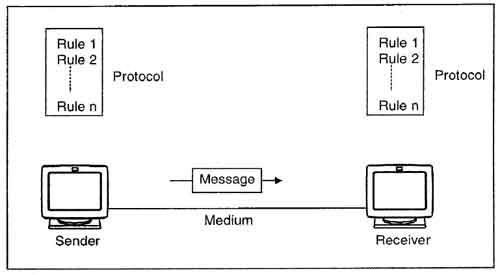 Rule 1
Rule 2
Rule n
Protocol
Rule 1
Rule 2
Rule n
Protocol
Message
Medium
Sender
Receiver